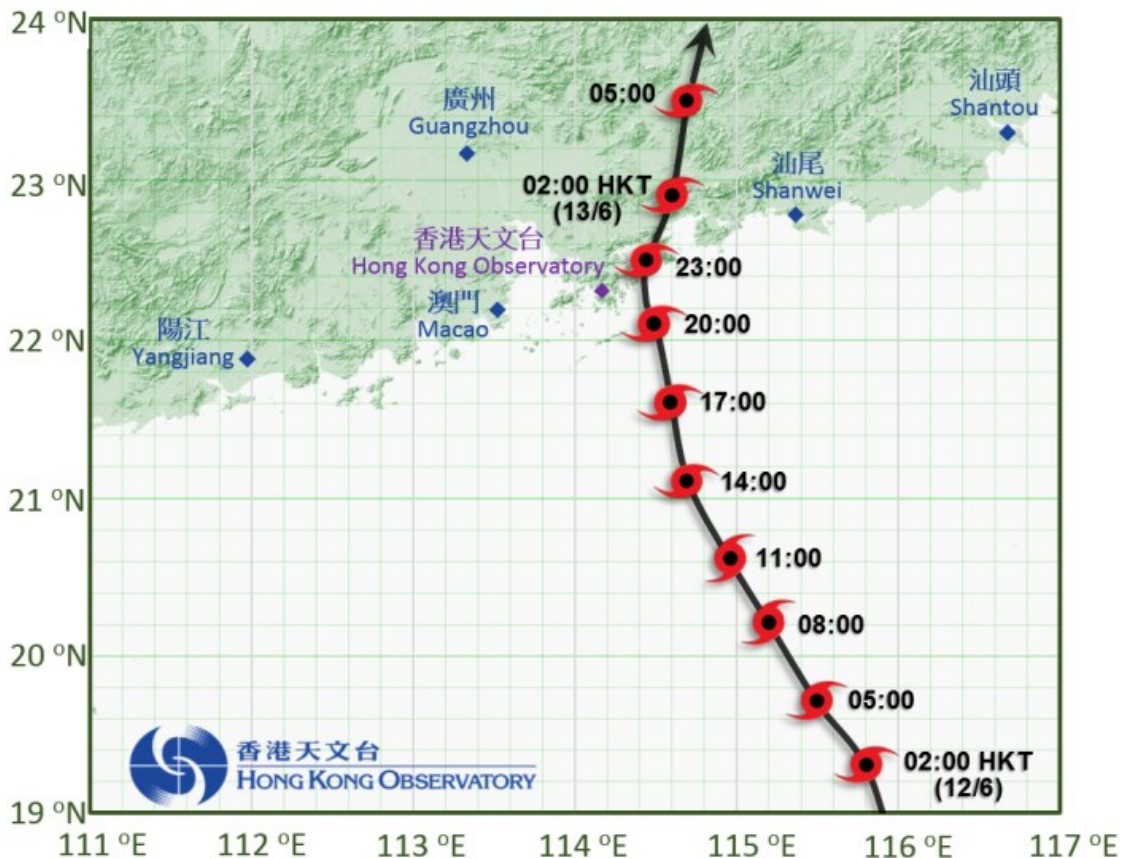 24 °N
23 °N
22 °N
21 °N
20 °N
19 °N
111 °E
112 °E
113 °E
114 °E
115 °E
116 °E
117 °E
05:00
廣州
Guangzhou
汕頭
Shantou
02:00 HKT
(13/6)
汕尾
Shanwei
香港天文台
Hong Kong Observatory
23:00
澳門
Macao
20:00
陽江
Yangjiang
17:00
14:00
11:00
08:00
05:00
02:00 HKT
(12/6)
香港天文台
HONG KONG OBSERVATORY